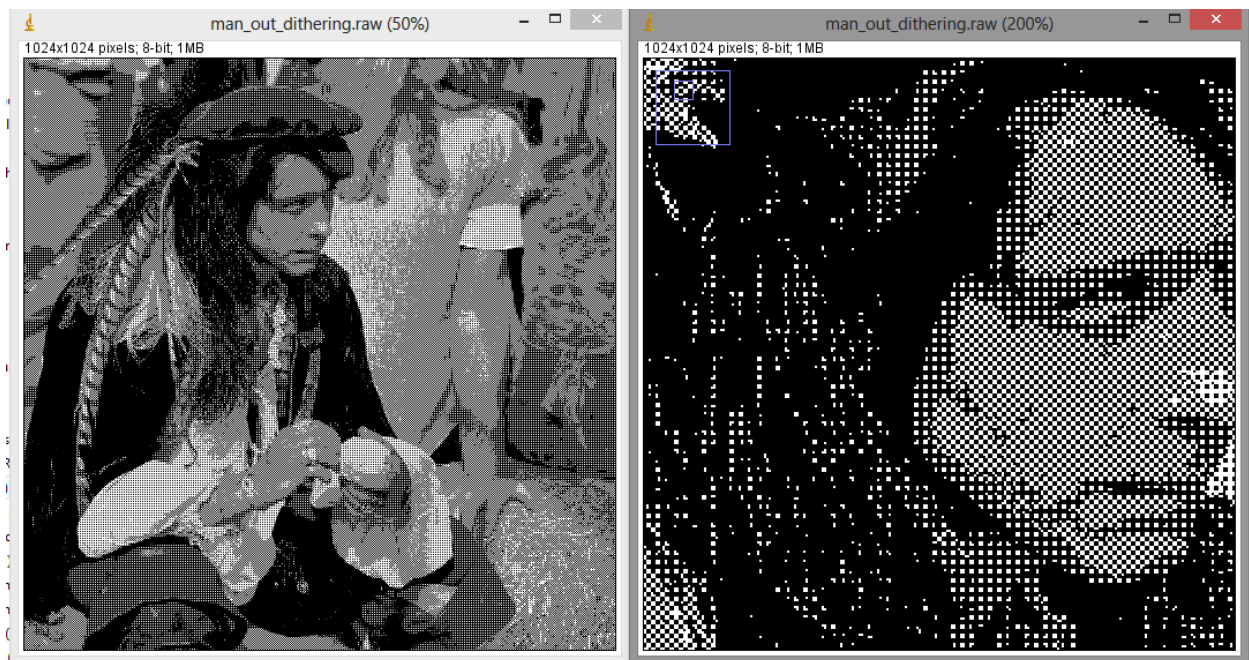 man_out_dithering.raw (50%)
1024x1024 pixels; 8-bit; 1MB
man_out_dithering.raw (200%)
1024x1024 pixels; 8-bit; 1MB